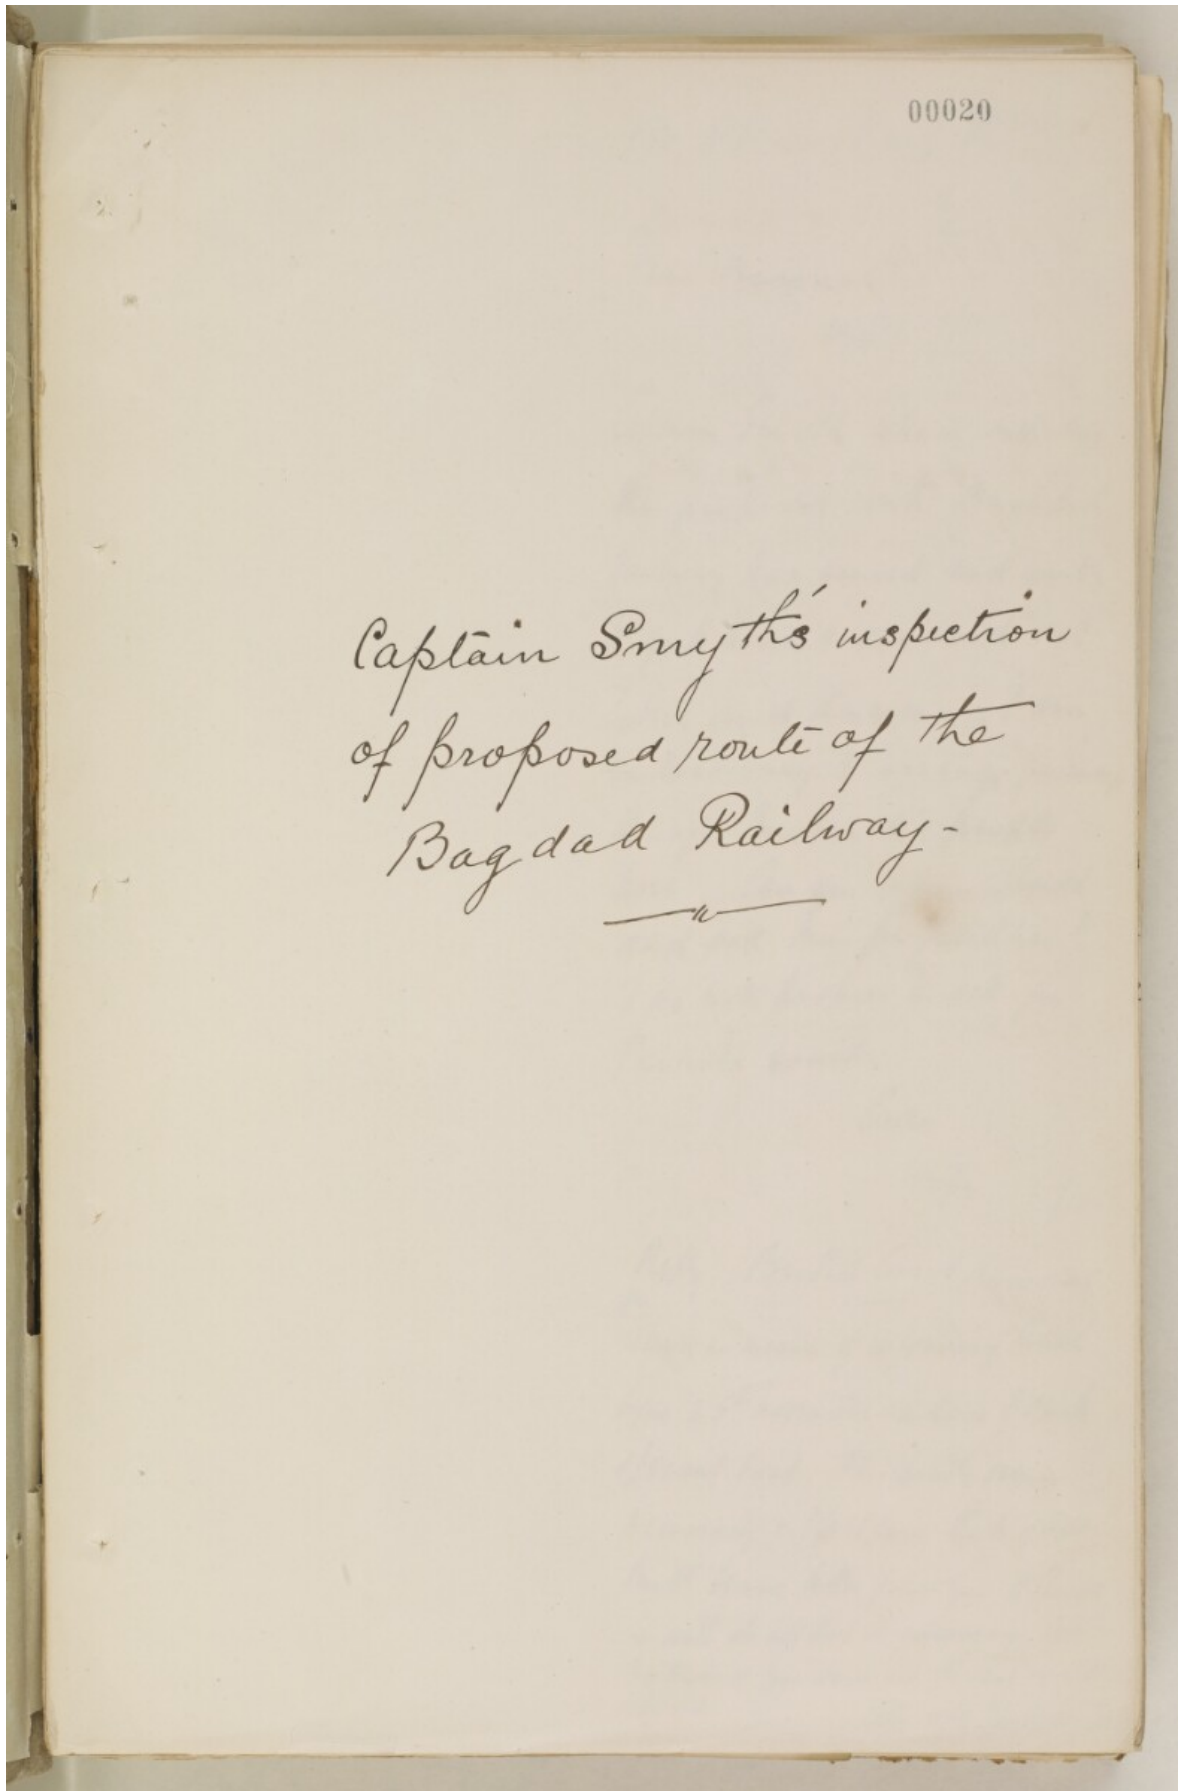 00020
Captain Smyth's inspection
of proposed route of the
Bagdad Railway-